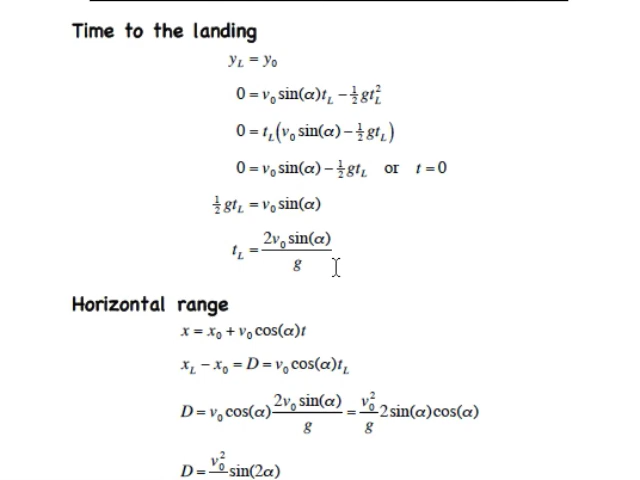 Time to the landing
y_L = y_0
0 = v_0 sin(α)t_L − ½gt_L²
0 = t_L(v_0 sin(α) − ½gt_L)
0 = v_0 sin(α) − ½gt_L or t = 0
½gt_L = v_0 sin(α)
t_L = 2v_0 sin(α) / g
Horizontal range
x = x_0 + v_0 cos(α)t
x_L − x_0 = D = v_0 cos(α)t_L
D = v_0 cos(α) 2v_0 sin(α) / g = v_0² / g 2 sin(α)cos(α)
D = v_0² sin(2α)